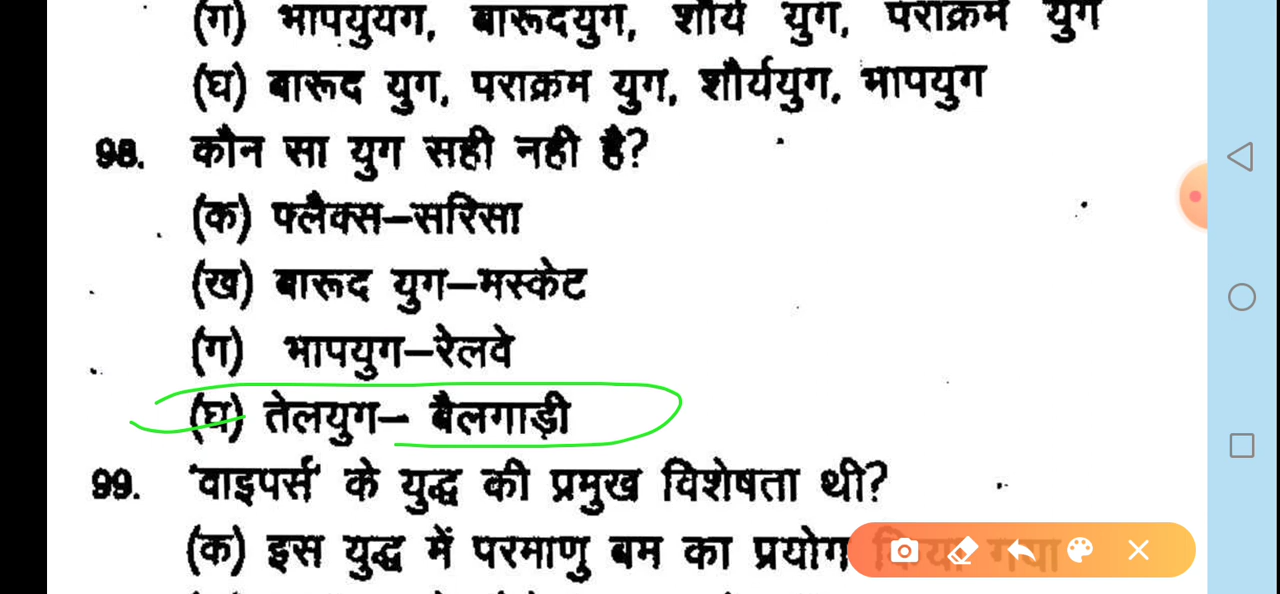 (ग) भापयुयग, बारूदयुग, शौर्य युग, पराक्रम युग
(घ) बारूद युग, पराक्रम युग, शौर्ययुग, भापयुग
98. कौन सा युग सही नही है?
(क) फ्लैक्स–सरिसा
(ख) बारूद युग–मस्केट
(ग) भापयुग–रेलवे
(घ) तेलयुग– बैलगाड़ी
99. 'वाइपर्स' के युद्ध की प्रमुख विशेषता थी?
(क) इस युद्ध में परमाणु बम का प्रयोग किया गया